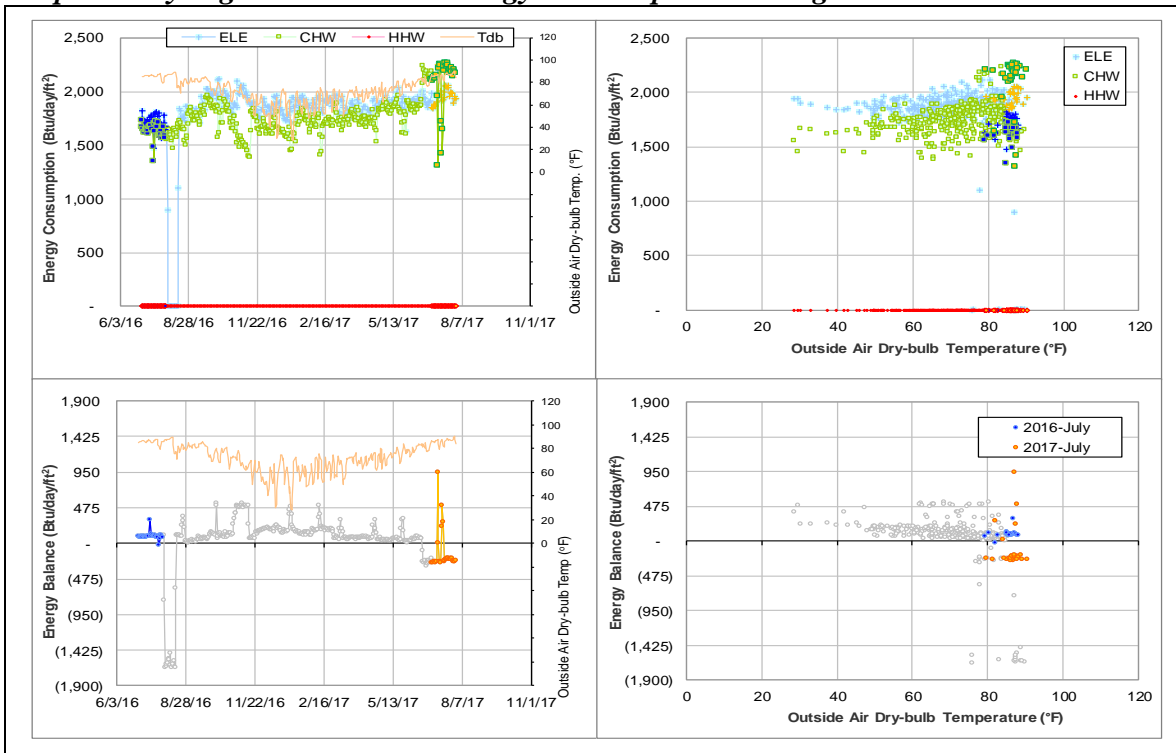 ELE CHW HHW Tdb
Energy Consumption (Btu/day/ft²)
2,500
2,000
1,500
1,000
500
-
120
100
80
60
40
20
0
Outside Air Dry-bulb Temp. (°F)
6/3/16 8/28/16 11/22/16 2/16/17 5/13/17 8/7/17 11/1/17
ELE
CHW
HHW
Energy Consumption (Btu/day/ft²)
2,500
2,000
1,500
1,000
500
-
0 20 40 60 80 100 120
Outside Air Dry-bulb Temperature (°F)
Energy Balance (Btu/day/ft²)
1,900
1,425
950
475
-
(475)
(950)
(1,425)
(1,900)
120
100
80
60
40
20
0
Outside Air Dry-bulb Temp (°F)
6/3/16 8/28/16 11/22/16 2/16/17 5/13/17 8/7/17 11/1/17
2016-July
2017-July
Energy Balance (Btu/day/ft²)
1,900
1,425
950
475
-
(475)
(950)
(1,425)
(1,900)
0 20 40 60 80 100 120
Outside Air Dry-bulb Temperature (°F)